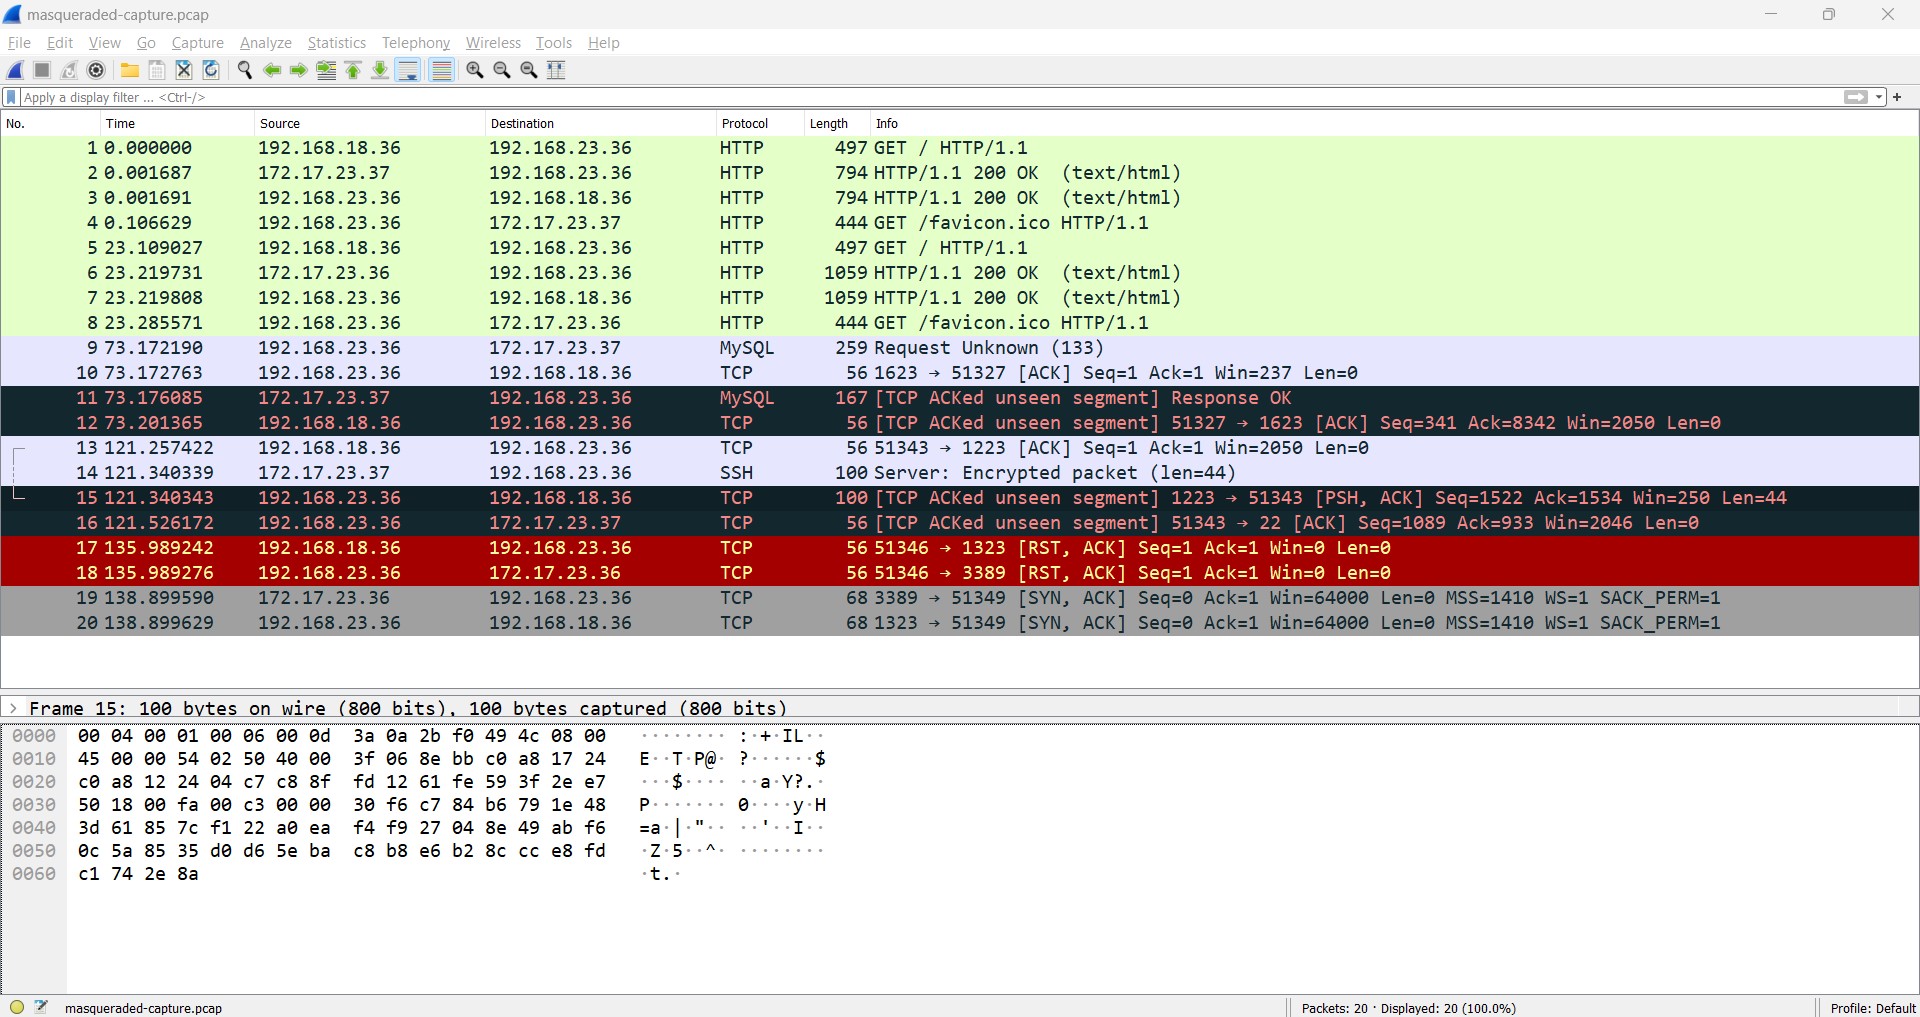 masqueraded-capture.pcap
File Edit View Go Capture Analyze Statistics Telephony Wireless Tools Help
Apply a display filter ... <Ctrl-/>
+
No. Time Source Destination Protocol Length Info
1 0.000000 192.168.18.36 192.168.23.36 HTTP 497 GET / HTTP/1.1
2 0.001687 172.17.23.37 192.168.23.36 HTTP 794 HTTP/1.1 200 OK (text/html)
3 0.001691 192.168.23.36 192.168.18.36 HTTP 794 HTTP/1.1 200 OK (text/html)
4 0.106629 192.168.23.36 172.17.23.37 HTTP 444 GET /favicon.ico HTTP/1.1
5 23.109027 192.168.18.36 192.168.23.36 HTTP 497 GET / HTTP/1.1
6 23.219731 172.17.23.36 192.168.23.36 HTTP 1059 HTTP/1.1 200 OK (text/html)
7 23.219808 192.168.23.36 192.168.18.36 HTTP 1059 HTTP/1.1 200 OK (text/html)
8 23.285571 192.168.23.36 172.17.23.36 HTTP 444 GET /favicon.ico HTTP/1.1
9 73.172190 192.168.23.36 172.17.23.37 MySQL 259 Request Unknown (133)
10 73.172763 192.168.23.36 192.168.18.36 TCP 56 1623 → 51327 [ACK] Seq=1 Ack=1 Win=237 Len=0
11 73.176085 172.17.23.37 192.168.23.36 MySQL 167 [TCP ACKed unseen segment] Response OK
12 73.201365 192.168.18.36 192.168.23.36 TCP 56 [TCP ACKed unseen segment] 51327 → 1623 [ACK] Seq=341 Ack=8342 Win=2050 Len=0
13 121.257422 192.168.18.36 192.168.23.36 TCP 56 51343 → 1223 [ACK] Seq=1 Ack=1 Win=2050 Len=0
14 121.340339 172.17.23.37 192.168.23.36 SSH 100 Server: Encrypted packet (len=44)
15 121.340343 192.168.23.36 192.168.18.36 TCP 100 [TCP ACKed unseen segment] 1223 → 51343 [PSH, ACK] Seq=1522 Ack=1534 Win=250 Len=44
16 121.526172 192.168.23.36 172.17.23.37 TCP 56 [TCP ACKed unseen segment] 51343 → 22 [ACK] Seq=1089 Ack=933 Win=2046 Len=0
17 135.989242 192.168.18.36 192.168.23.36 TCP 56 51346 → 1323 [RST, ACK] Seq=1 Ack=1 Win=0 Len=0
18 135.989276 192.168.23.36 172.17.23.36 TCP 56 51346 → 3389 [RST, ACK] Seq=1 Ack=1 Win=0 Len=0
19 138.899590 172.17.23.36 192.168.23.36 TCP 68 3389 → 51349 [SYN, ACK] Seq=0 Ack=1 Win=64000 Len=0 MSS=1410 WS=1 SACK_PERM=1
20 138.899629 192.168.23.36 192.168.18.36 TCP 68 1323 → 51349 [SYN, ACK] Seq=0 Ack=1 Win=64000 Len=0 MSS=1410 WS=1 SACK_PERM=1
Frame 15: 100 bytes on wire (800 bits), 100 bytes captured (800 bits)
0000 00 04 00 01 00 06 00 0d 3a 0a 2b f0 49 4c 08 00 ········ :·+·IL··
0010 45 00 00 54 02 50 40 00 3f 06 8e bb c0 a8 17 24 E··T·P@· ?······$
0020 c0 a8 12 24 04 c7 c8 8f fd 12 61 fe 59 3f 2e e7 ···$···· ··a·Y?.·
0030 50 18 00 fa 00 c3 00 00 30 f6 c7 84 b6 79 1e 48 P······· 0····y·H
0040 3d 61 85 7c f1 22 a0 ea f4 f9 27 04 8e 49 ab f6 =a·|·"·· ··'··I··
0050 0c 5a 85 35 d0 d6 5e ba c8 b8 e6 b2 8c cc e8 fd ·Z·5··^· ········
0060 c1 74 2e 8a ·t.·
masqueraded-capture.pcap Packets: 20 · Displayed: 20 (100.0%) Profile: Default